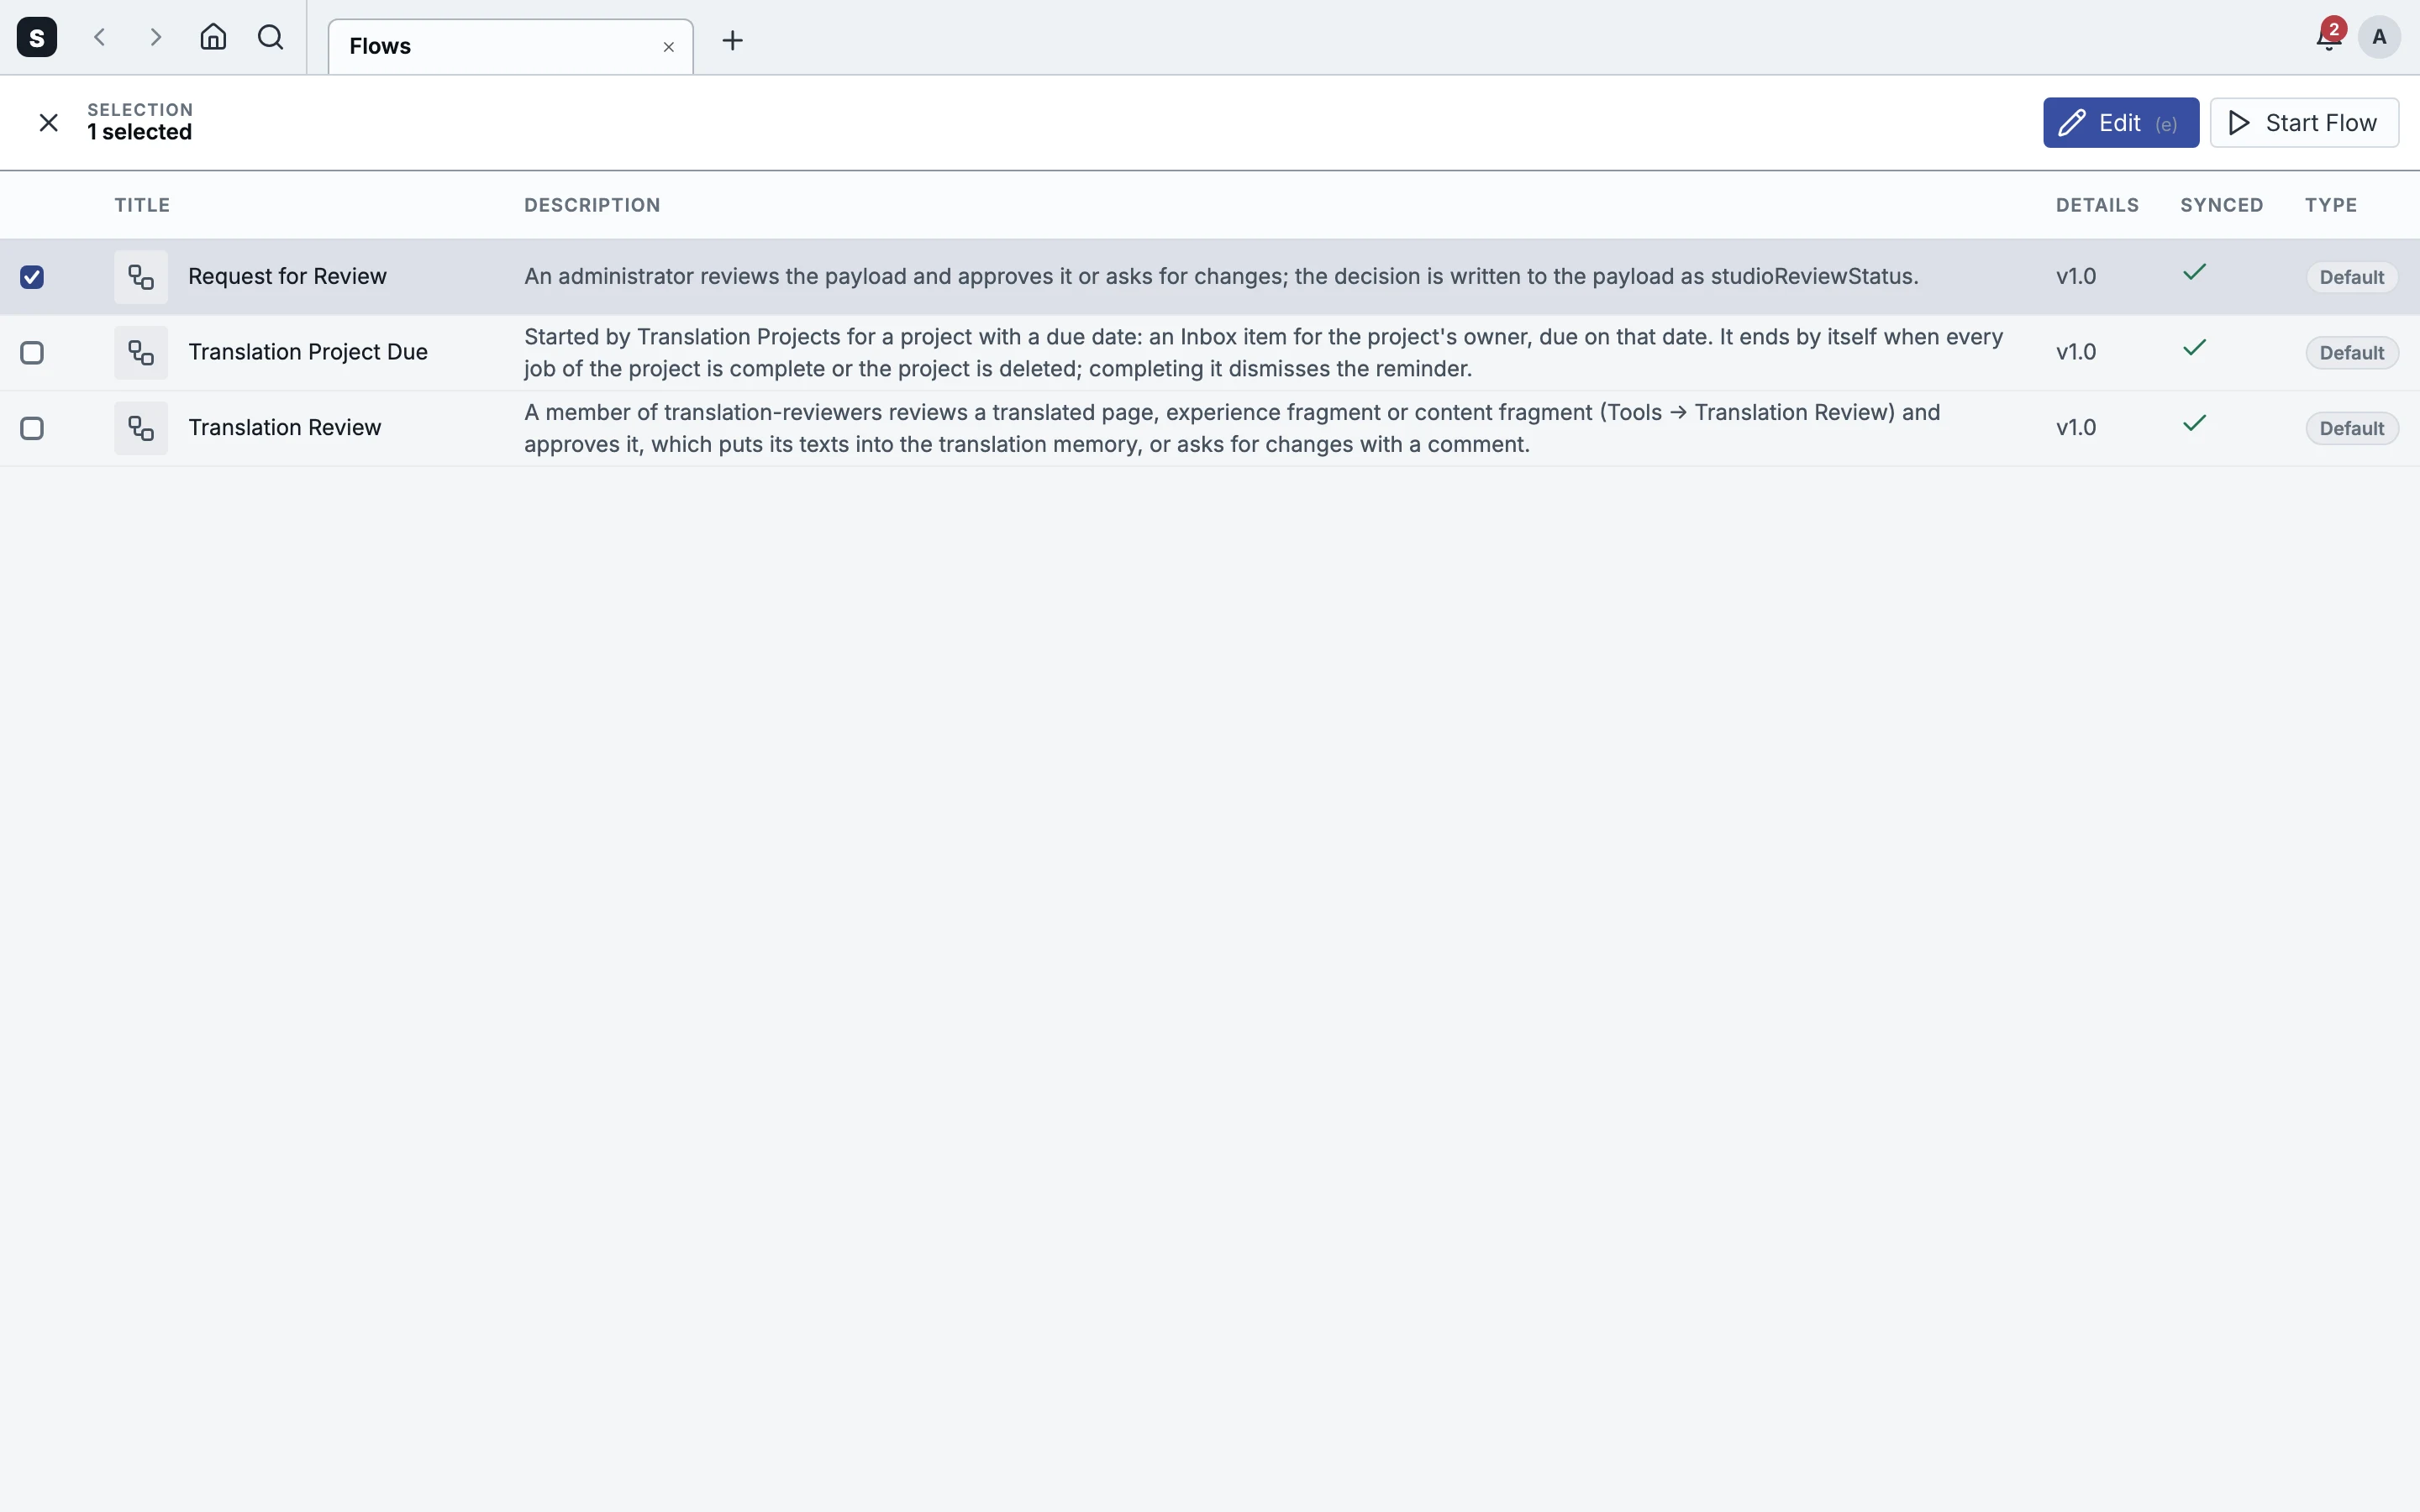 S
Flows
2
A
SELECTION
1 selected
Edit (e)
Start Flow
TITLE
DESCRIPTION
DETAILS
SYNCED
TYPE
Request for Review
An administrator reviews the payload and approves it or asks for changes; the decision is written to the payload as studioReviewStatus.
v1.0
Default
Translation Project Due
Started by Translation Projects for a project with a due date: an Inbox item for the project's owner, due on that date. It ends by itself when every
job of the project is complete or the project is deleted; completing it dismisses the reminder.
v1.0
Default
Translation Review
A member of translation-reviewers reviews a translated page, experience fragment or content fragment (Tools → Translation Review) and
approves it, which puts its texts into the translation memory, or asks for changes with a comment.
v1.0
Default